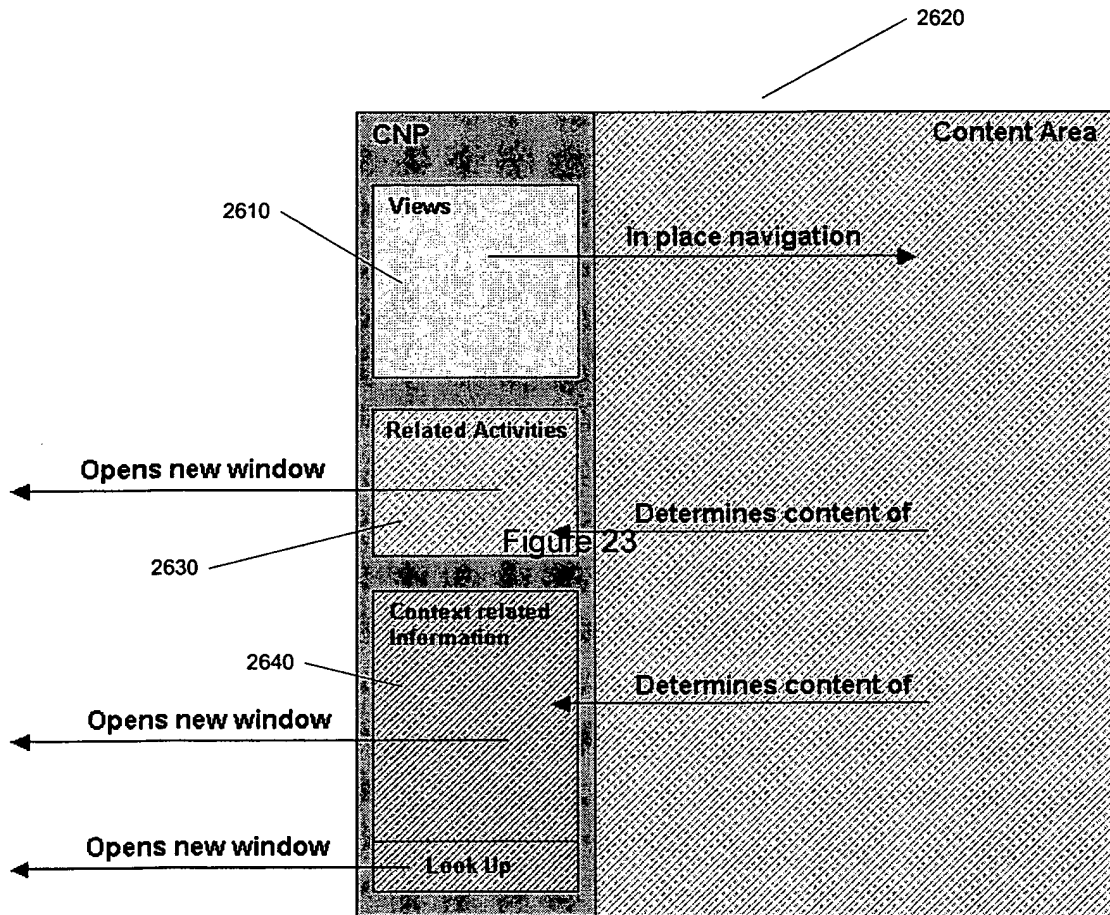 2620
CNP
Content Area
Views
2610
In place navigation
Related Activities
Opens new window
Determines content of
Figure 23
2630
Context related
Information
2640
Determines content of
Opens new window
Opens new window
Look Up